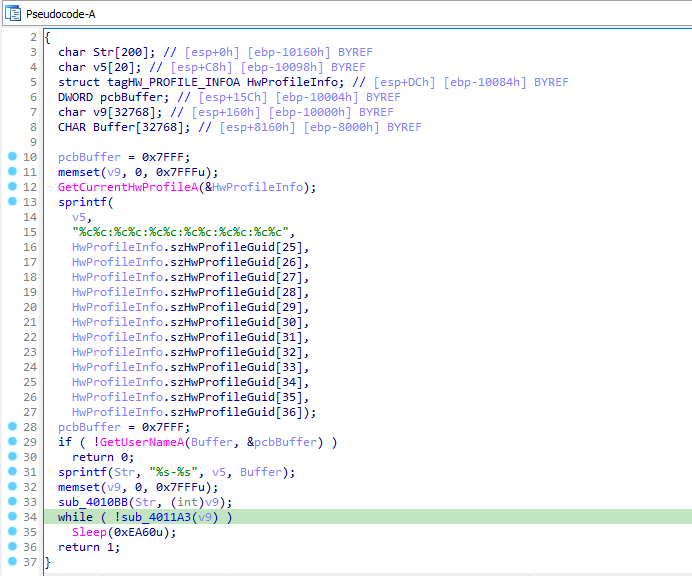 Pseudocode-A
2 {
3 char Str[200]; // [esp+0h] [ebp-10160h] BYREF
4 char v5[20]; // [esp+C8h] [ebp-10098h] BYREF
5 struct tagHW_PROFILE_INFOA HwProfileInfo; // [esp+DCh] [ebp-10084h] BYREF
6 DWORD pcbBuffer; // [esp+15Ch] [ebp-10004h] BYREF
7 char v9[32768]; // [esp+160h] [ebp-10000h] BYREF
8 CHAR Buffer[32768]; // [esp+8160h] [ebp-8000h] BYREF
9
10 pcbBuffer = 0x7FFF;
11 memset(v9, 0, 0x7FFFu);
12 GetCurrentHwProfileA(&HwProfileInfo);
13 sprintf(
14 v5,
15 "%c%c:%c%c:%c%c:%c%c:%c%c:%c%c",
16 HwProfileInfo.szHwProfileGuid[25],
17 HwProfileInfo.szHwProfileGuid[26],
18 HwProfileInfo.szHwProfileGuid[27],
19 HwProfileInfo.szHwProfileGuid[28],
20 HwProfileInfo.szHwProfileGuid[29],
21 HwProfileInfo.szHwProfileGuid[30],
22 HwProfileInfo.szHwProfileGuid[31],
23 HwProfileInfo.szHwProfileGuid[32],
24 HwProfileInfo.szHwProfileGuid[33],
25 HwProfileInfo.szHwProfileGuid[34],
26 HwProfileInfo.szHwProfileGuid[35],
27 HwProfileInfo.szHwProfileGuid[36]);
28 pcbBuffer = 0x7FFF;
29 if ( !GetUserNameA(Buffer, &pcbBuffer) )
30 return 0;
31 sprintf(Str, "%s-%s", v5, Buffer);
32 memset(v9, 0, 0x7FFFu);
33 sub_4010BB(Str, (int)v9);
34 while ( !sub_4011A3(v9) )
35 Sleep(0xEA60u);
36 return 1;
37 }